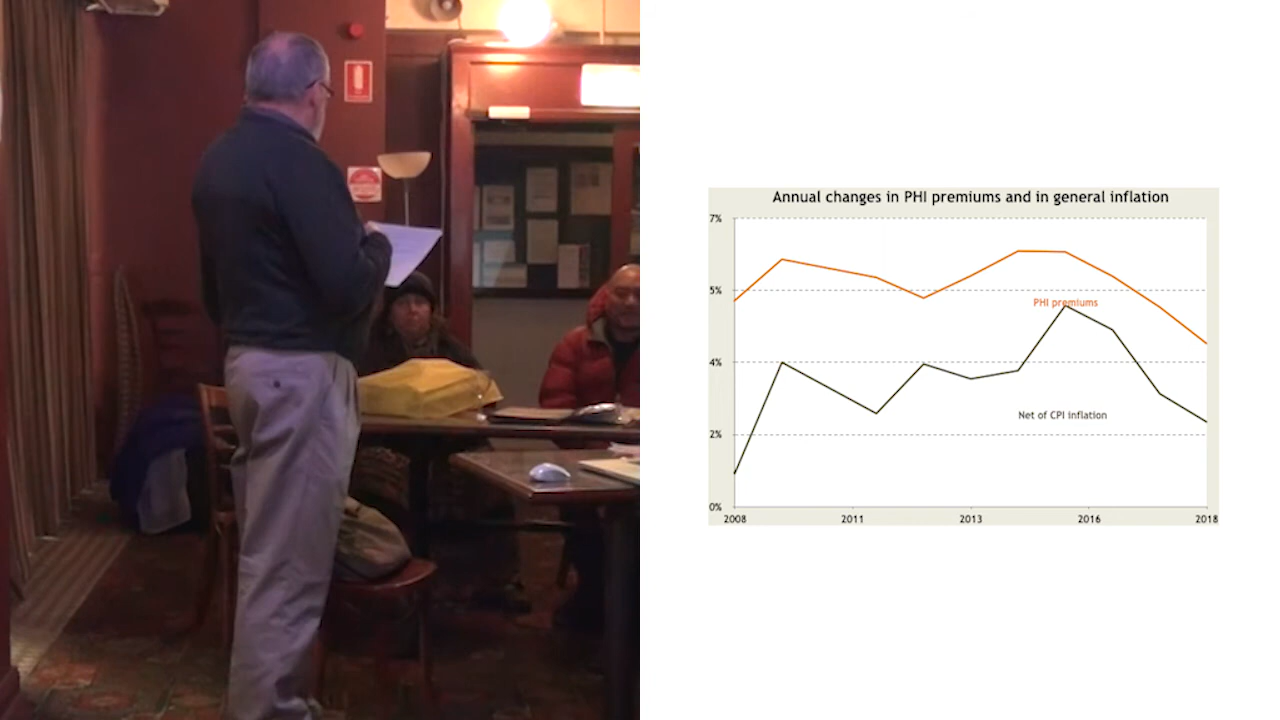 Annual changes in PHI premiums and in general inflation
7%
5%
PHI premiums
4%
Net of CPI inflation
2%
0%
2008 2011 2013 2016 2018